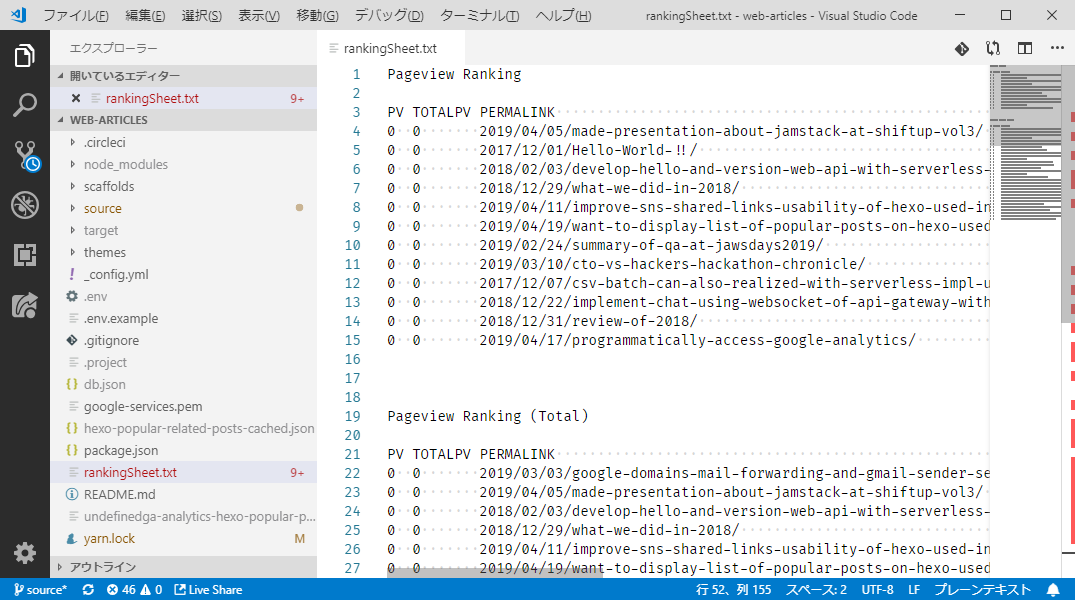 ファイル(F) 編集(E) 選択(S) 表示(V) 移動(G) デバッグ(D) ターミナル(T) ヘルプ(H) rankingSheet.txt - web-articles - Visual Studio Code
エクスプローラー
rankingSheet.txt
開いているエディター
rankingSheet.txt 9+
WEB-ARTICLES
.circleci
node_modules
scaffolds
source
target
themes
_config.yml
.env
.env.example
.gitignore
.project
db.json
google-services.pem
hexo-popular-related-posts-cached.json
package.json
rankingSheet.txt 9+
README.md
undefinedga-analytics-hexo-popular-p...
yarn.lock M
アウトライン
1 Pageview Ranking
2
3 PV TOTALPV PERMALINK
4 0 0 2019/04/05/made-presentation-about-jamstack-at-shiftup-vol3/
5 0 0 2017/12/01/Hello-World-!!/
6 0 0 2018/02/03/develop-hello-and-version-web-api-with-serverless-
7 0 0 2018/12/29/what-we-did-in-2018/
8 0 0 2019/04/11/improve-sns-shared-links-usability-of-hexo-used-in
9 0 0 2019/04/19/want-to-display-list-of-popular-posts-on-hexo-used
10 0 0 2019/02/24/summary-of-qa-at-jawsdays2019/
11 0 0 2019/03/10/cto-vs-hackers-hackathon-chronicle/
12 0 0 2017/12/07/csv-batch-can-also-realized-with-serverless-impl-u
13 0 0 2018/12/22/implement-chat-using-websocket-of-api-gateway-with
14 0 0 2018/12/31/review-of-2018/
15 0 0 2019/04/17/programmatically-access-google-analytics/
16
17
18
19 Pageview Ranking (Total)
20
21 PV TOTALPV PERMALINK
22 0 0 2019/03/03/google-domains-mail-forwarding-and-gmail-sender-se
23 0 0 2019/04/05/made-presentation-about-jamstack-at-shiftup-vol3/
24 0 0 2018/02/03/develop-hello-and-version-web-api-with-serverless-
25 0 0 2018/12/29/what-we-did-in-2018/
26 0 0 2019/04/11/improve-sns-shared-links-usability-of-hexo-used-in
27 0 0 2019/04/19/want-to-display-list-of-popular-posts-on-hexo-used
source* 46 0 Live Share 行 52、列 155 スペース: 2 UTF-8 LF プレーンテキスト